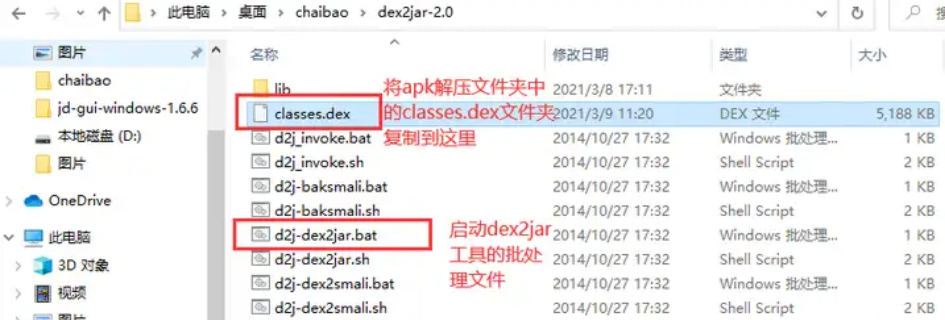 此电脑 > 桌面 > chaibao > dex2jar-2.0
图片
chaibao
jd-gui-windows-1.6.6
本地磁盘 (D:)
图片
OneDrive
此电脑
3D 对象
视频
图片
名称 修改日期 类型 大小
lib 2021/3/8 17:11 文件夹
classes.dex 2021/3/9 11:20 DEX 文件 5,188 KB
d2j_invoke.bat 2014/10/27 17:32 Windows 批处理... 1 KB
d2j_invoke.sh 2014/10/27 17:32 Shell Script 2 KB
d2j-baksmali.bat 2014/10/27 17:32 Windows 批处理... 1 KB
d2j-baksmali.sh 2014/10/27 17:32 Shell Script 2 KB
d2j-dex2jar.bat 2014/10/27 17:32 Windows 批处理... 1 KB
d2j-dex2jar.sh 2014/10/27 17:32 Shell Script 2 KB
d2j-dex2smali.bat 2014/10/27 17:32 Windows 批处理... 1 KB
d2j-dex2smali.sh 2014/10/27 17:32 Shell Script 2 KB
将apk解压文件夹中
的classes.dex文件夹
复制到这里
启动dex2jar
工具的批处
理文件